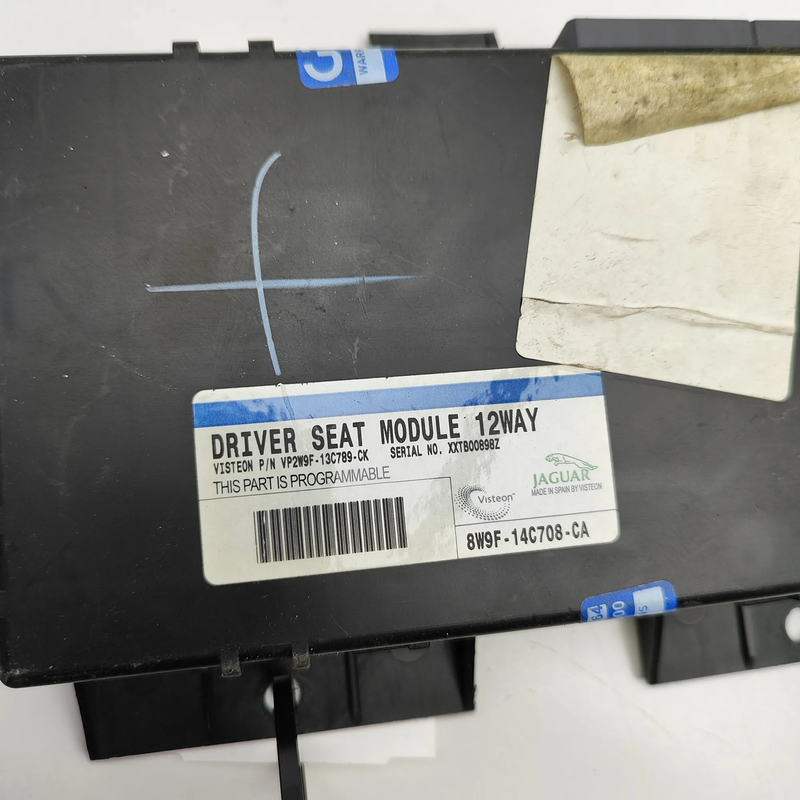 G
WARR
DRIVER SEAT MODULE 12WAY
VISTEON P/N VP2W9F-13C789-CK SERIAL NO. XXTB00898Z
THIS PART IS PROGRAMMABLE
Visteon
JAGUAR
MADE IN SPAIN BY VISTEON
8W9F-14C708-CA